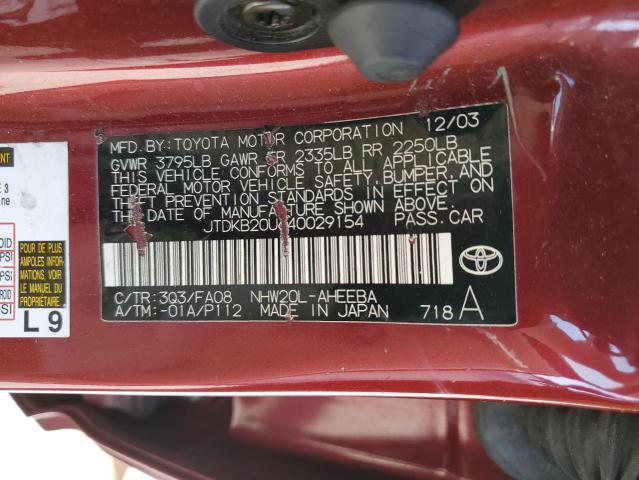 MFD. BY: TOYOTA MOTOR CORPORATION 12/03
GVWR 3795LB GAWR FR 2335LB RR 2250LB
THIS VEHICLE CONFORMS TO ALL APPLICABLE
FEDERAL MOTOR VEHICLE SAFETY, BUMPER, AND
THEFT PREVENTION STANDARDS IN EFFECT ON
THE DATE OF MANUFACTURE SHOWN ABOVE.
PASS. CAR
C/TR: 3Q3/FA08 NHW20L-AHEEBA
A/TM: -01A/P112 MADE IN JAPAN 718 A
POUR DE PLUS
AMPLES INFOR-
MATIONS, VOIR
LE MANUEL DE
L 9